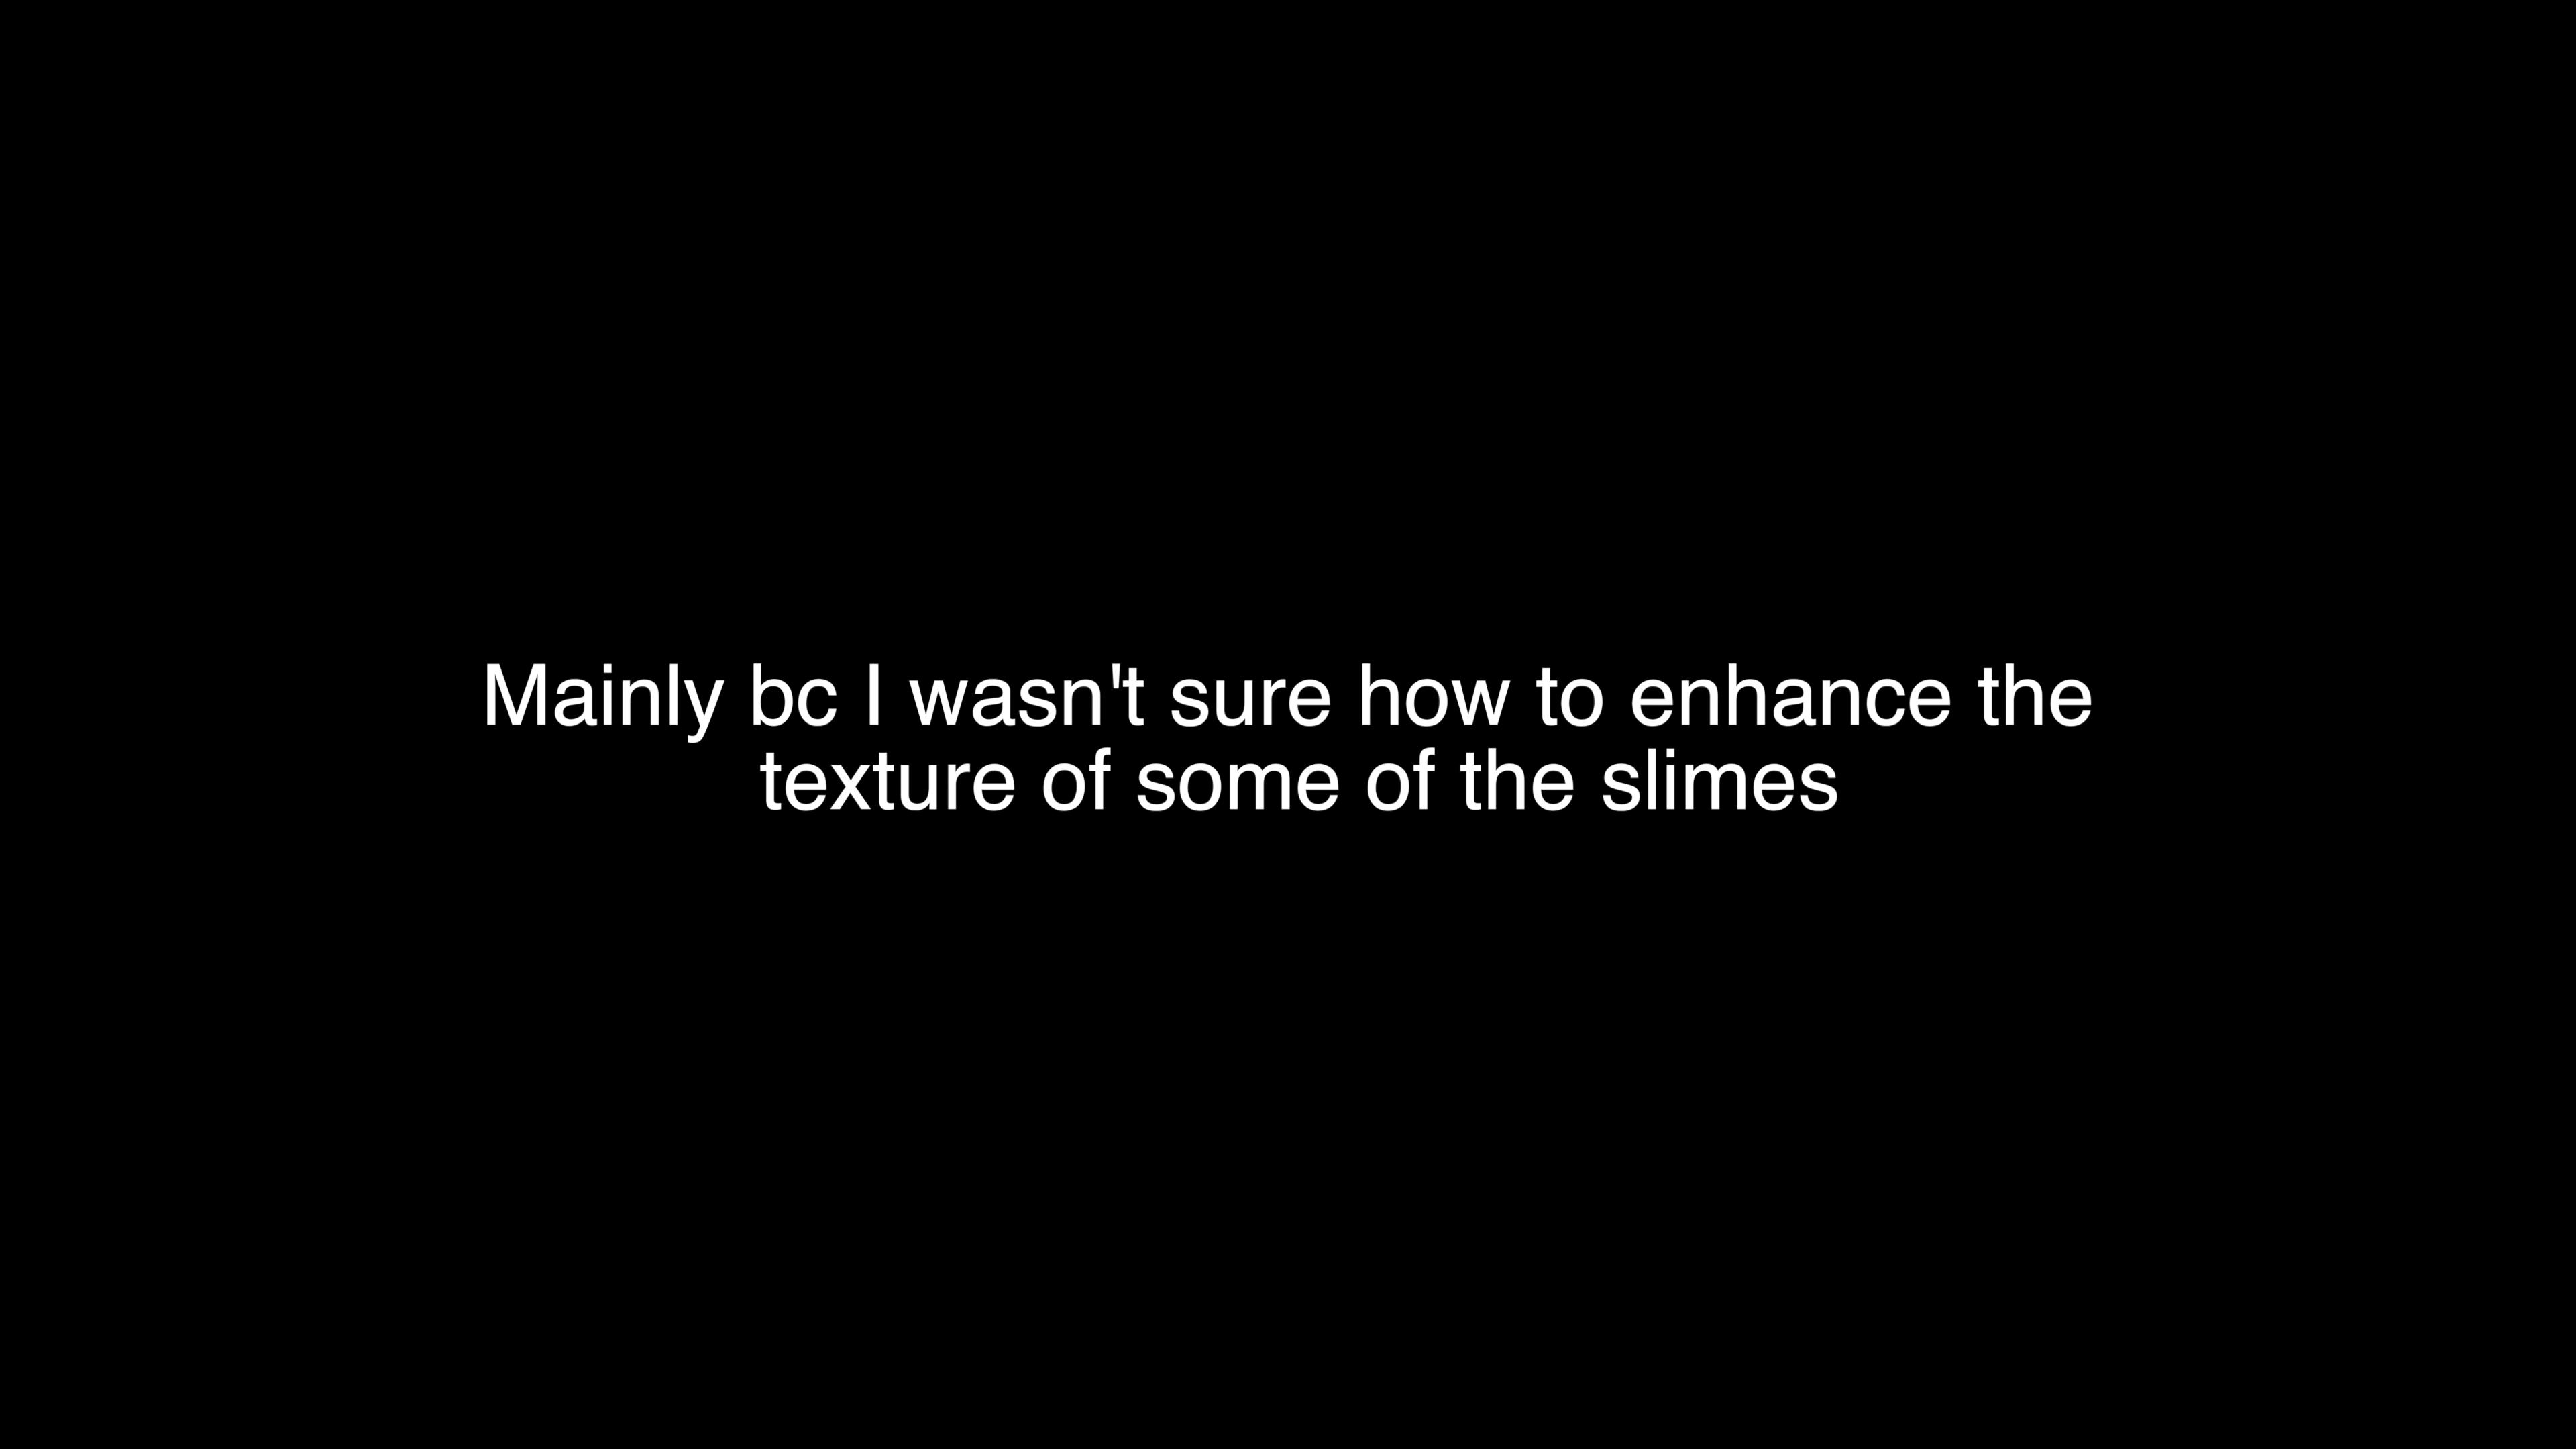 Mainly bc I wasn't sure how to enhance the
texture of some of the slimes